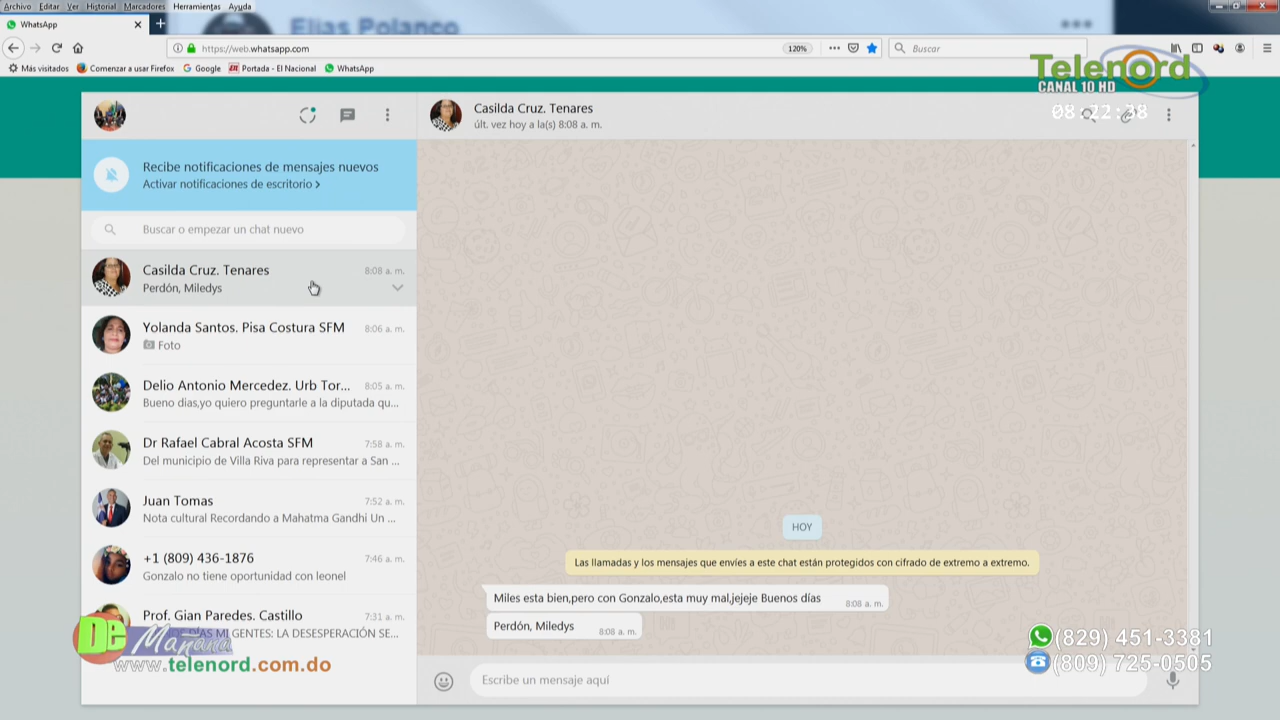 Archivo Editar Ver Historial Marcadores Herramientas Ayuda
Elias Polanco
WhatsApp
https://web.whatsapp.com
120%
Buscar
Más visitados Comenzar a usar Firefox Google Portada - El Nacional WhatsApp
Telenord
CANAL 10 HD
08:22:38
Casilda Cruz. Tenares
últ. vez hoy a la(s) 8:08 a. m.
Recibe notificaciones de mensajes nuevos
Activar notificaciones de escritorio >
Buscar o empezar un chat nuevo
Casilda Cruz. Tenares 8:08 a. m.
Perdón, Miledys
Yolanda Santos. Pisa Costura SFM 8:06 a. m.
Foto
Delio Antonio Mercedez. Urb Tor... 8:05 a. m.
Bueno dias,yo quiero preguntarle a la diputada qu...
Dr Rafael Cabral Acosta SFM 7:58 a. m.
Del municipio de Villa Riva para representar a San ...
Juan Tomas 7:52 a. m.
Nota cultural Recordando a Mahatma Gandhi Un ...
+1 (809) 436-1876 7:46 a. m.
Gonzalo no tiene oportunidad con leonel
Prof. Gian Paredes. Castillo 7:31 a. m.
DÍAS MI GENTES: LA DESESPERACIÓN SE...
De Mañana
www.telenord.com.do
HOY
Las llamadas y los mensajes que envíes a este chat están protegidos con cifrado de extremo a extremo.
Miles esta bien,pero con Gonzalo,esta muy mal,jejeje Buenos días 8:08 a. m.
Perdón, Miledys 8:08 a. m.
Escribe un mensaje aquí
(829) 451-3381
(809) 725-0505